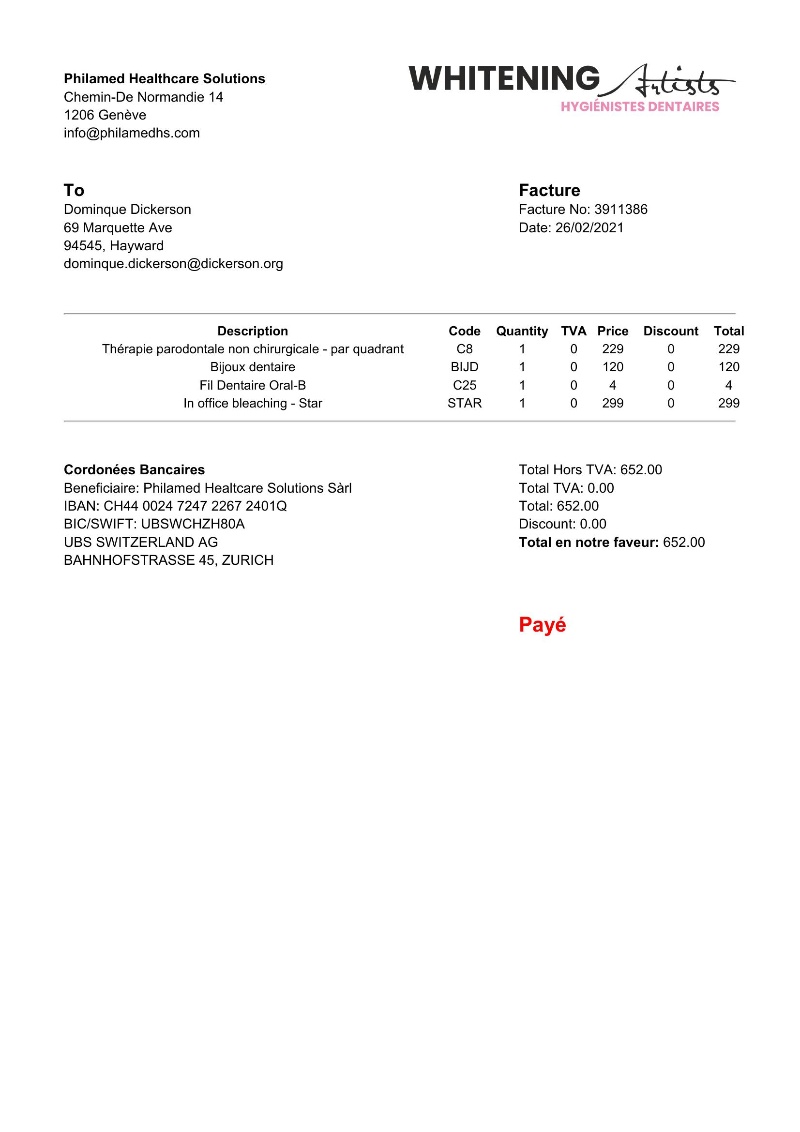 Philamed Healthcare Solutions
Chemin-De Normandie 14
1206 Genève
info@philamedhs.com
WHITENING Artists
HYGIÉNISTES DENTAIRES
To
Dominque Dickerson
69 Marquette Ave
94545, Hayward
dominque.dickerson@dickerson.org
Facture
Facture No: 3911386
Date: 26/02/2021
Description Code Quantity TVA Price Discount Total
Thérapie parodontale non chirurgicale - par quadrant C8 1 0 229 0 229
Bijoux dentaire BIJD 1 0 120 0 120
Fil Dentaire Oral-B C25 1 0 4 0 4
In office bleaching - Star STAR 1 0 299 0 299
Cordonées Bancaires
Beneficiaire: Philamed Healtcare Solutions Sàrl
IBAN: CH44 0024 7247 2267 2401Q
BIC/SWIFT: UBSWCHZH80A
UBS SWITZERLAND AG
BAHNHOFSTRASSE 45, ZURICH
Total Hors TVA: 652.00
Total TVA: 0.00
Total: 652.00
Discount: 0.00
Total en notre faveur: 652.00
Payé